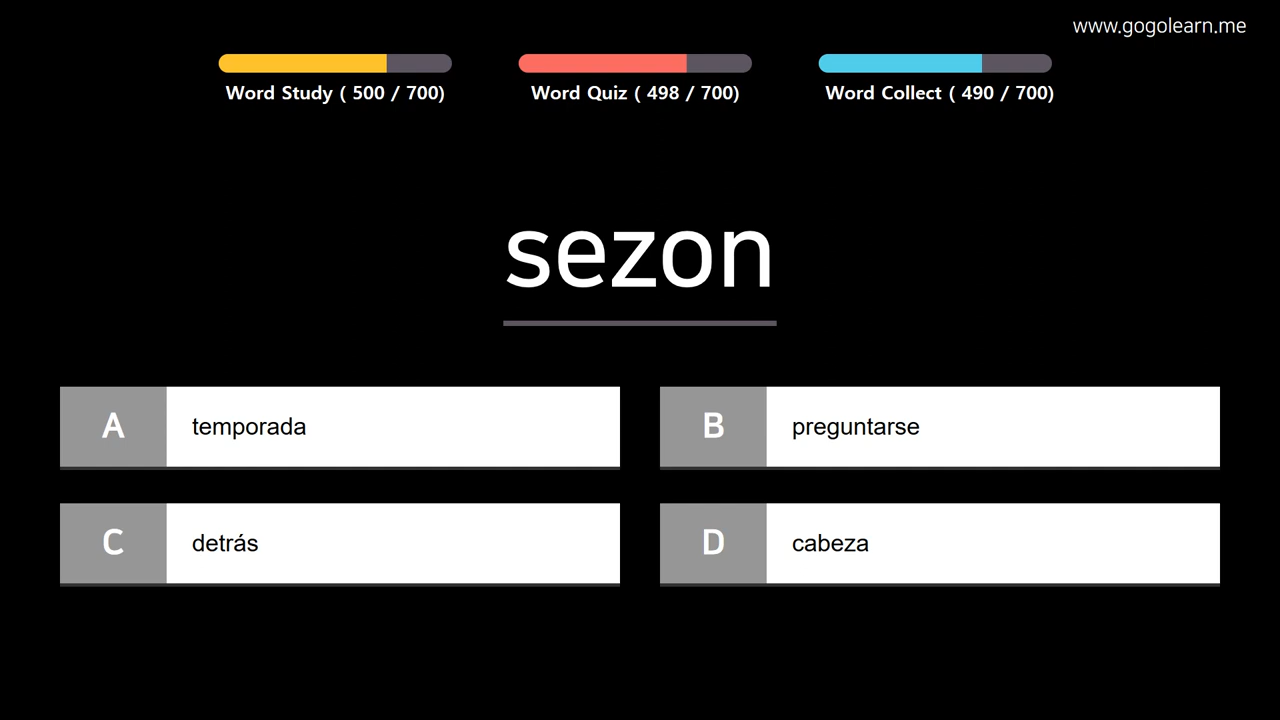 www.gogolearn.me
Word Study ( 500 / 700)
Word Quiz ( 498 / 700)
Word Collect ( 490 / 700)
sezon
A temporada
B preguntarse
C detrás
D cabeza